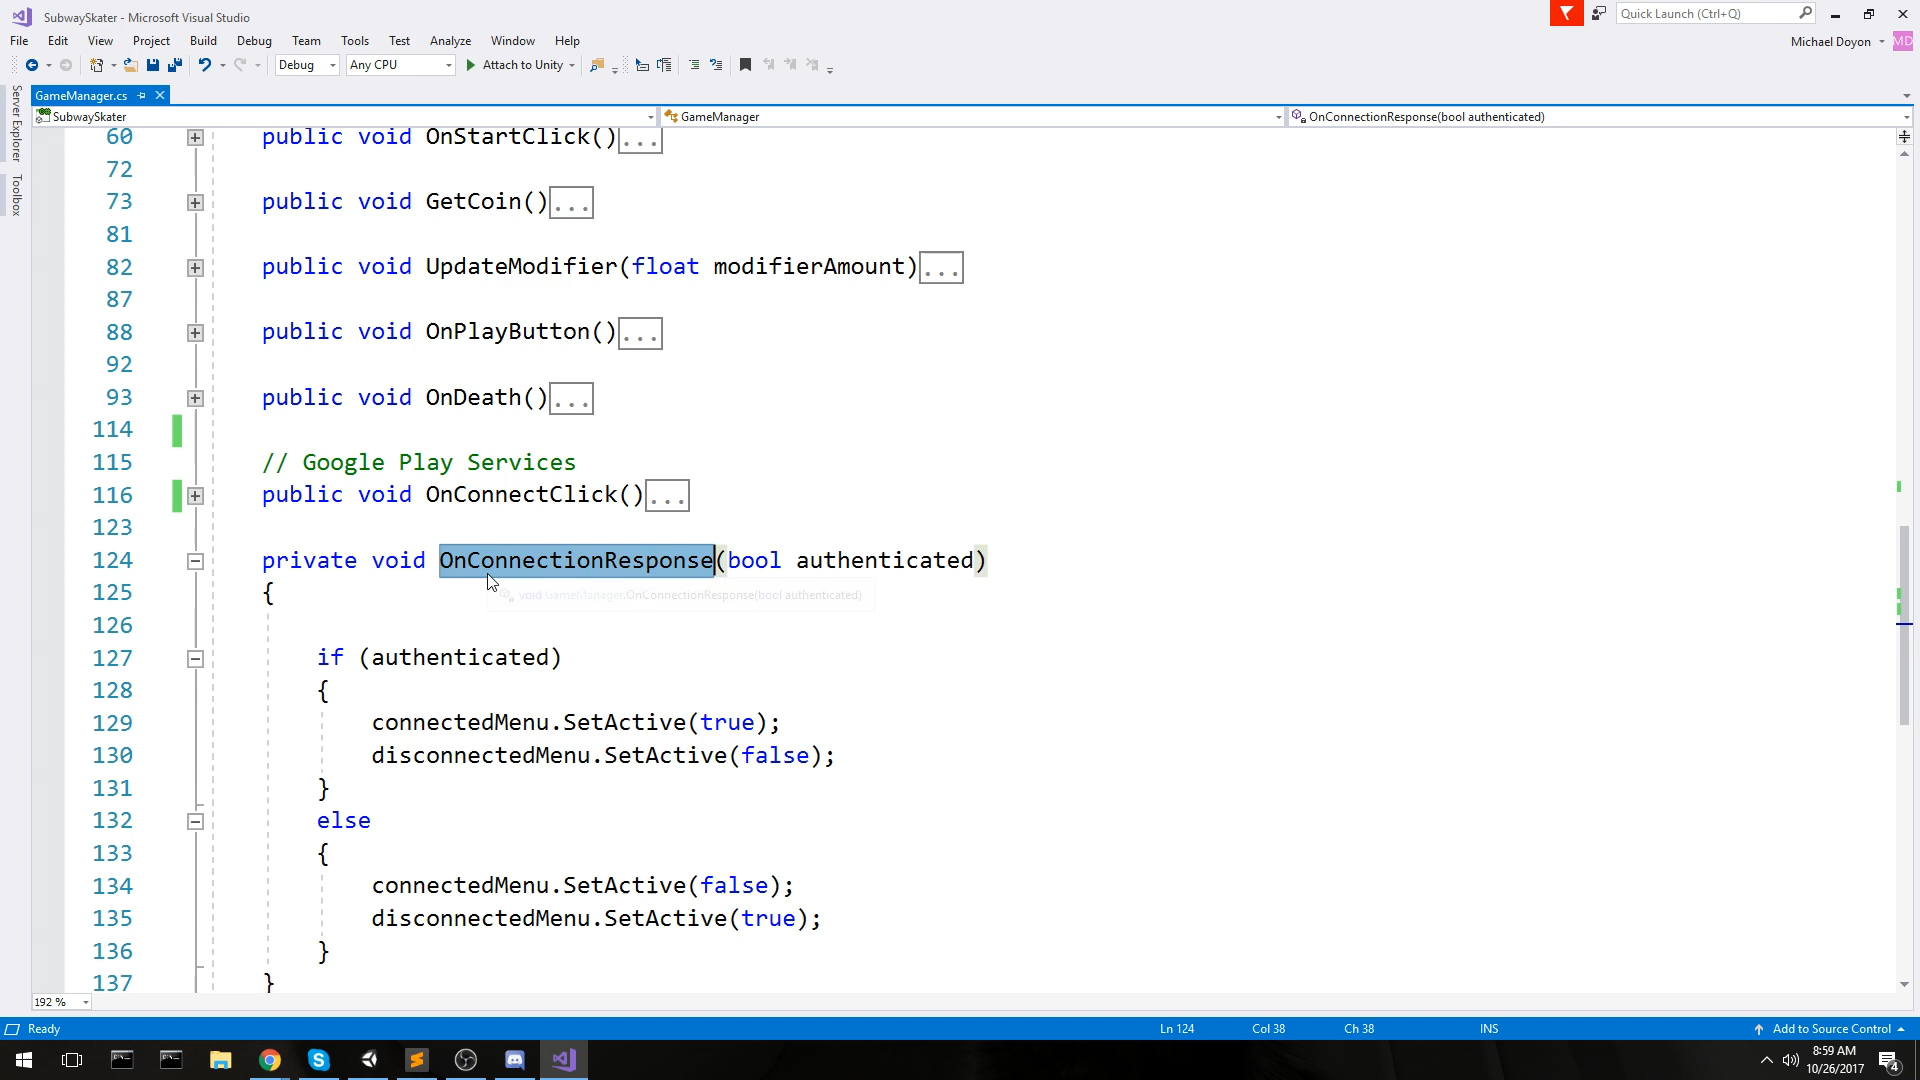 SubwaySkater - Microsoft Visual Studio
Quick Launch (Ctrl+Q)
File Edit View Project Build Debug Team Tools Test Analyze Window Help
Michael Doyon MD
Debug Any CPU Attach to Unity
Server Explorer
Toolbox
GameManager.cs
SubwaySkater GameManager OnConnectionResponse(bool authenticated)
60 public void OnStartClick()...
72
73 public void GetCoin()...
81
82 public void UpdateModifier(float modifierAmount)...
87
88 public void OnPlayButton()...
92
93 public void OnDeath()...
114
115 // Google Play Services
116 public void OnConnectClick()...
123
124 private void OnConnectionResponse(bool authenticated)
125 {
void GameManager.OnConnectionResponse(bool authenticated)
126
127 if (authenticated)
128 {
129 connectedMenu.SetActive(true);
130 disconnectedMenu.SetActive(false);
131 }
132 else
133 {
134 connectedMenu.SetActive(false);
135 disconnectedMenu.SetActive(true);
136 }
137 }
192 %
Ready Ln 124 Col 38 Ch 38 INS Add to Source Control
8:59 AM
10/26/2017
4